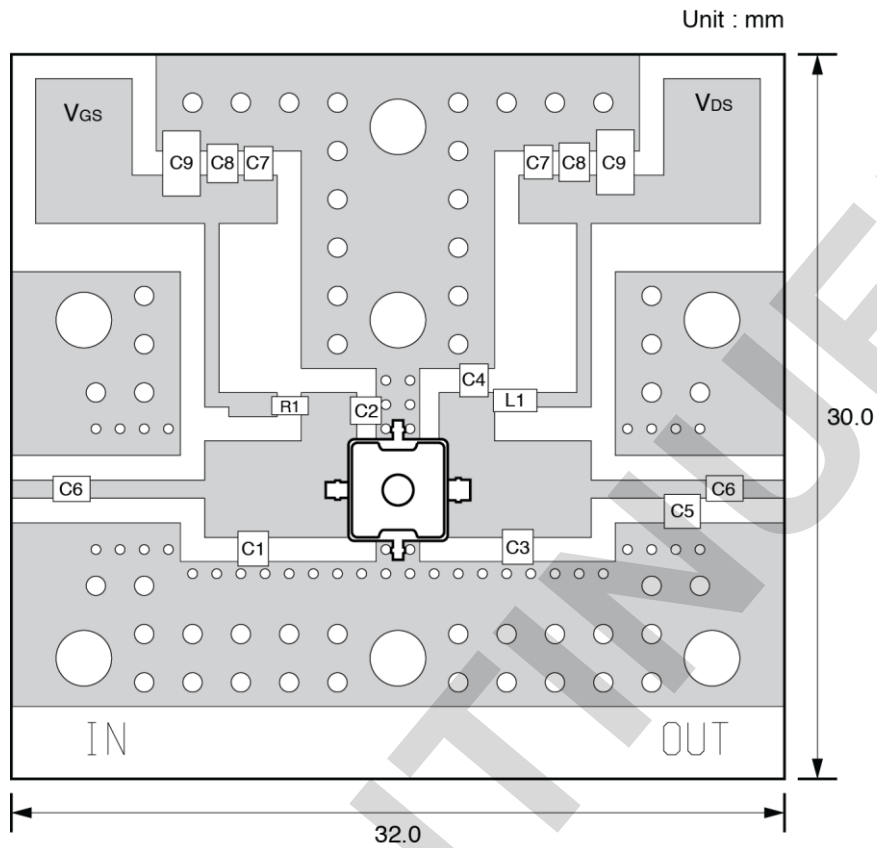 Unit : mm
VGS
VDS
C9 C8 C7
C7 C8 C9
C4
R1
C2
L1
30.0
C6
C6
C5
C1
C3
IN
OUT
32.0